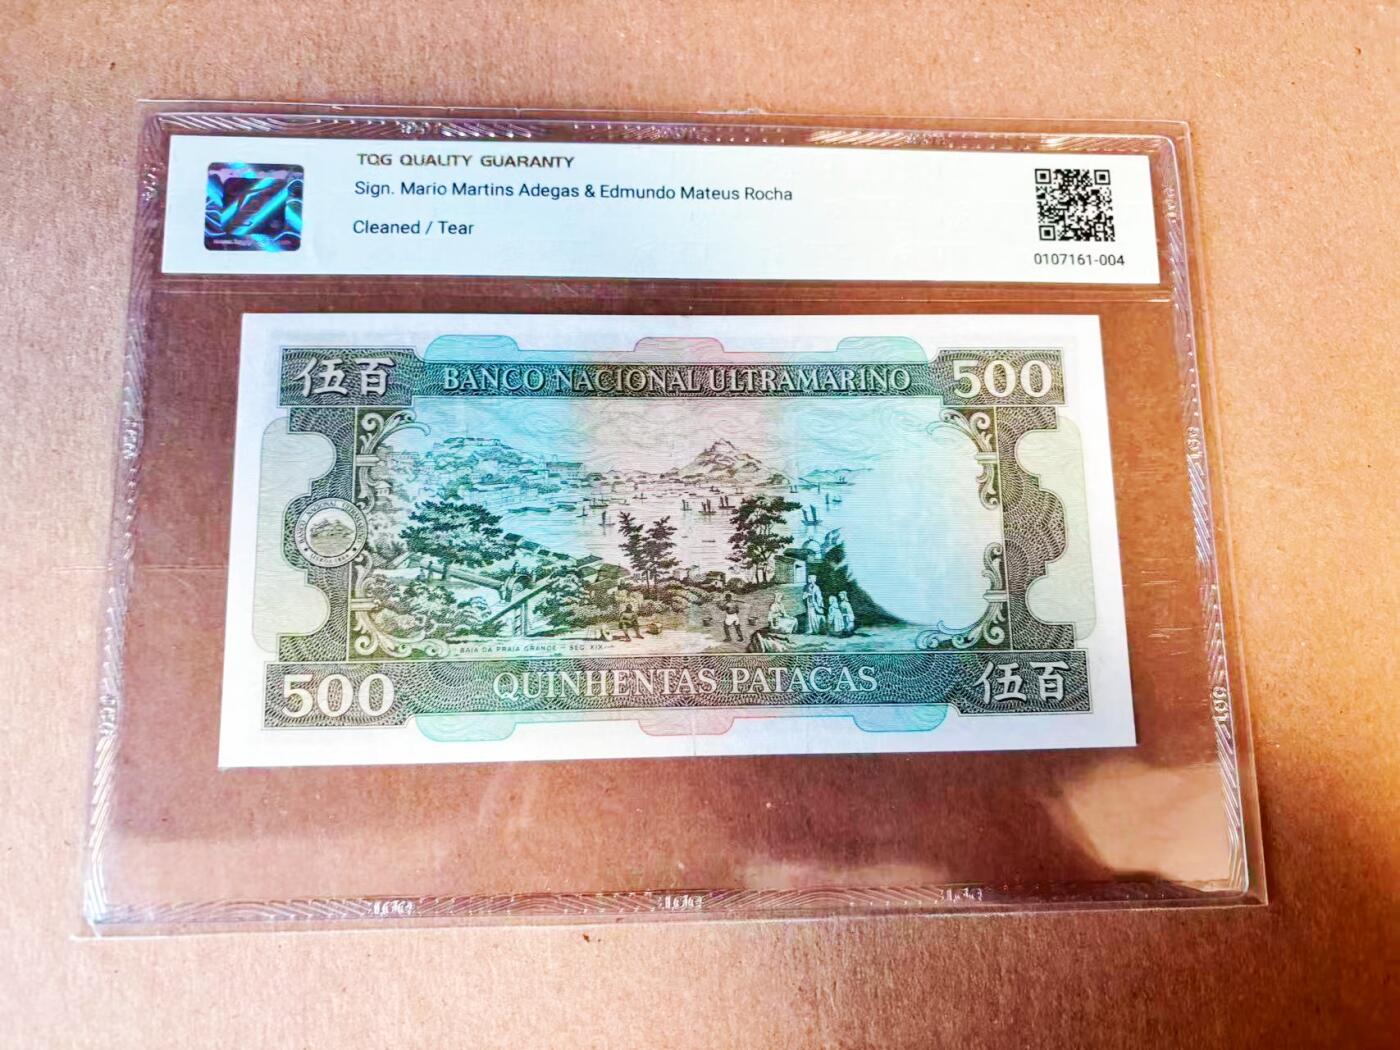 TQG QUALITY GUARANTY
Sign. Mario Martins Adegas & Edmundo Mateus Rocha
Cleaned / Tear
0107161-004
伍百 BANCO NACIONAL ULTRAMARINO 500
BAIA DA PRAIA GRANDE - SEC. XIX
500 QUINHENTAS PATACAS 伍百